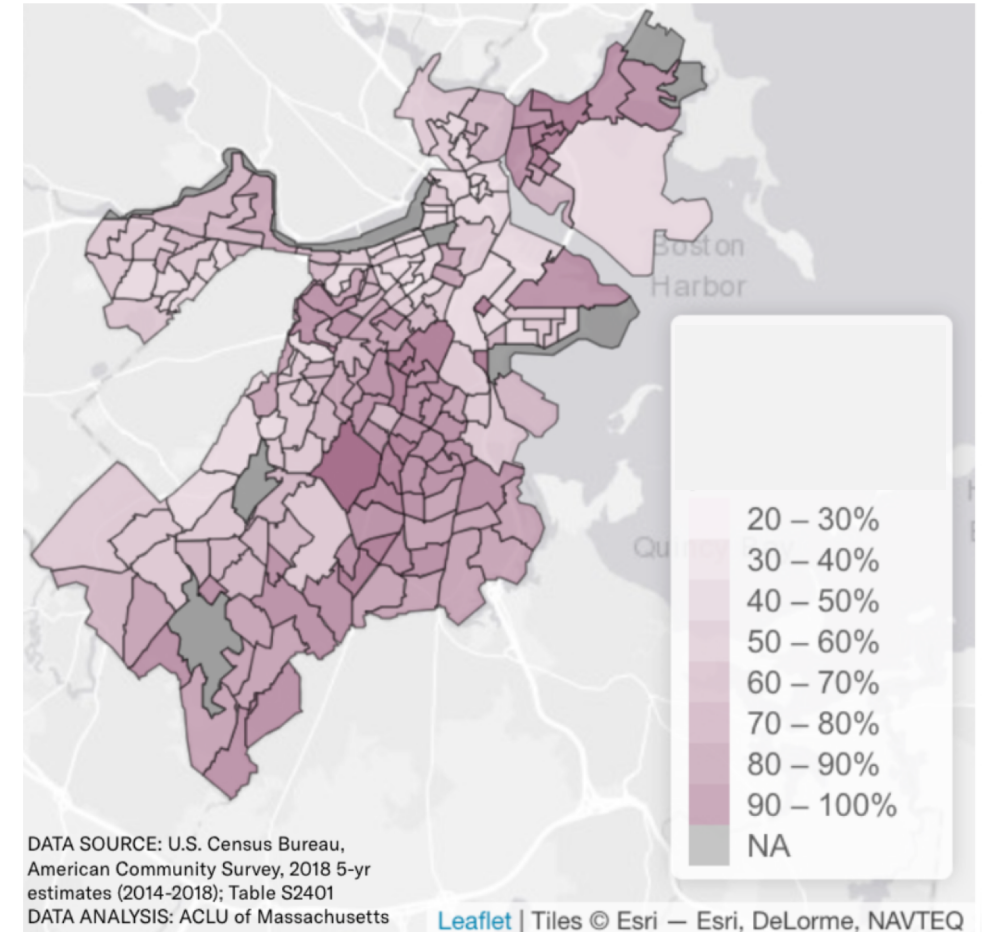 Boston
Harbor
20 – 30%
30 – 40%
40 – 50%
50 – 60%
60 – 70%
70 – 80%
80 – 90%
90 – 100%
NA
Quincy Bay
DATA SOURCE: U.S. Census Bureau,
American Community Survey, 2018 5-yr
estimates (2014-2018); Table S2401
DATA ANALYSIS: ACLU of Massachusetts
Leaflet | Tiles © Esri — Esri, DeLorme, NAVTEQ